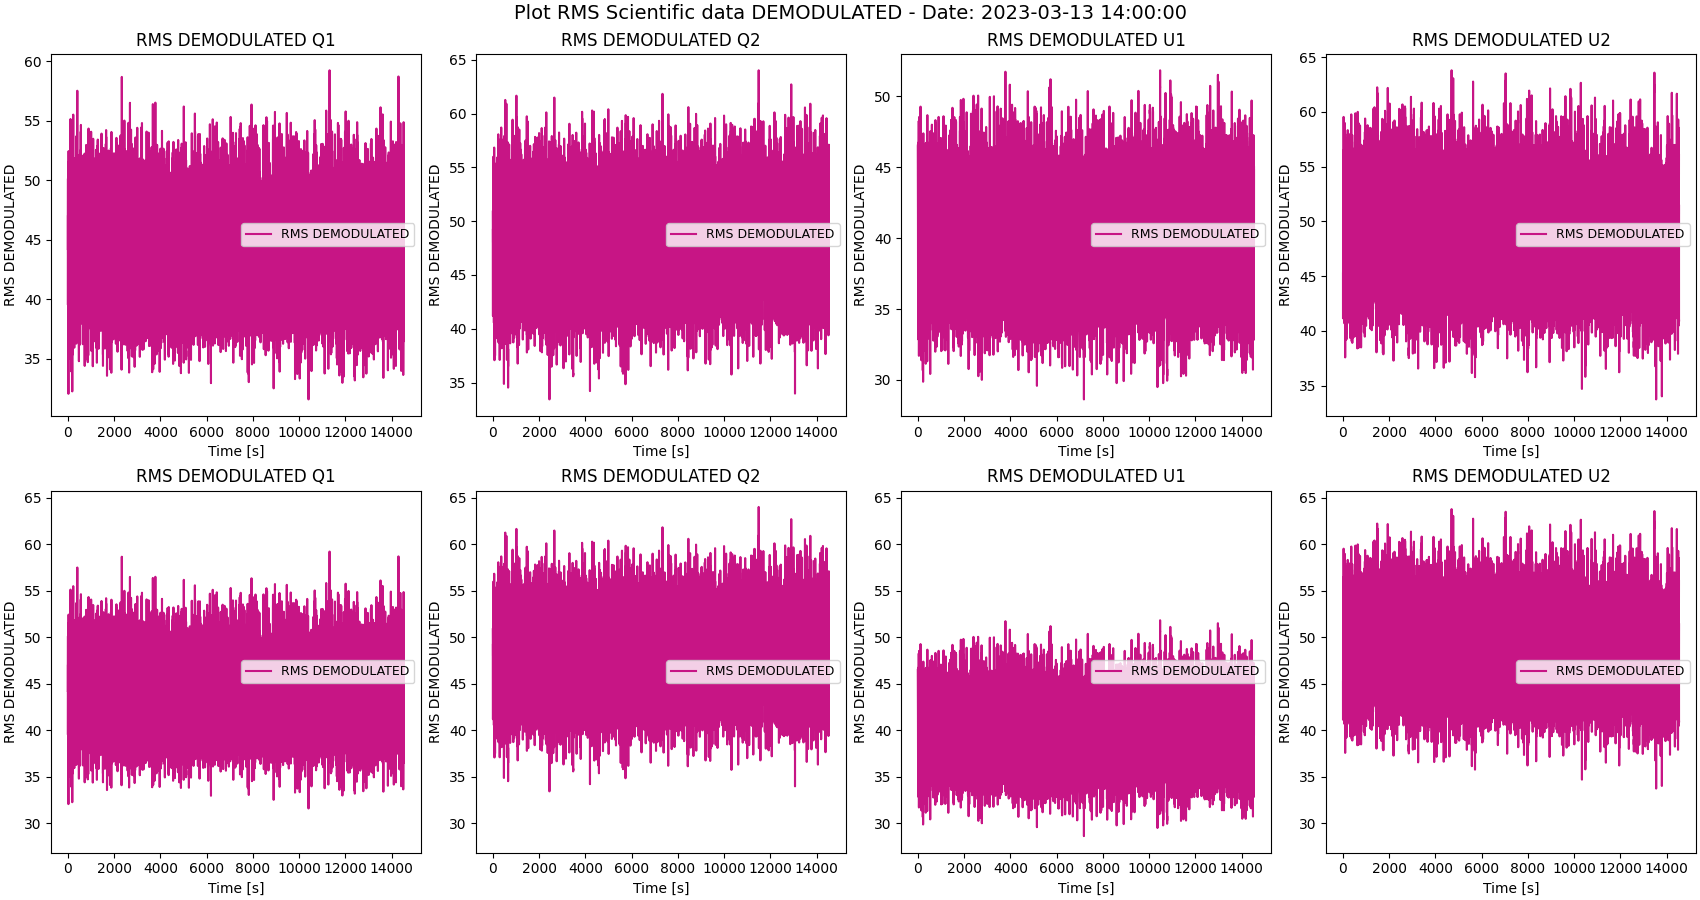 Plot RMS Scientific data DEMODULATED - Date: 2023-03-13 14:00:00
RMS DEMODULATED Q1
RMS DEMODULATED
60
55
50
45
40
35
RMS DEMODULATED
0 2000 4000 6000 8000 10000 12000 14000
Time [s]
RMS DEMODULATED Q2
RMS DEMODULATED
65
60
55
50
45
40
35
RMS DEMODULATED
0 2000 4000 6000 8000 10000 12000 14000
Time [s]
RMS DEMODULATED U1
RMS DEMODULATED
50
45
40
35
30
RMS DEMODULATED
0 2000 4000 6000 8000 10000 12000 14000
Time [s]
RMS DEMODULATED U2
RMS DEMODULATED
65
60
55
50
45
40
35
RMS DEMODULATED
0 2000 4000 6000 8000 10000 12000 14000
Time [s]
RMS DEMODULATED Q1
RMS DEMODULATED
65
60
55
50
45
40
35
30
RMS DEMODULATED
0 2000 4000 6000 8000 10000 12000 14000
Time [s]
RMS DEMODULATED Q2
RMS DEMODULATED
65
60
55
50
45
40
35
30
RMS DEMODULATED
0 2000 4000 6000 8000 10000 12000 14000
Time [s]
RMS DEMODULATED U1
RMS DEMODULATED
65
60
55
50
45
40
35
30
RMS DEMODULATED
0 2000 4000 6000 8000 10000 12000 14000
Time [s]
RMS DEMODULATED U2
RMS DEMODULATED
65
60
55
50
45
40
35
30
RMS DEMODULATED
0 2000 4000 6000 8000 10000 12000 14000
Time [s]